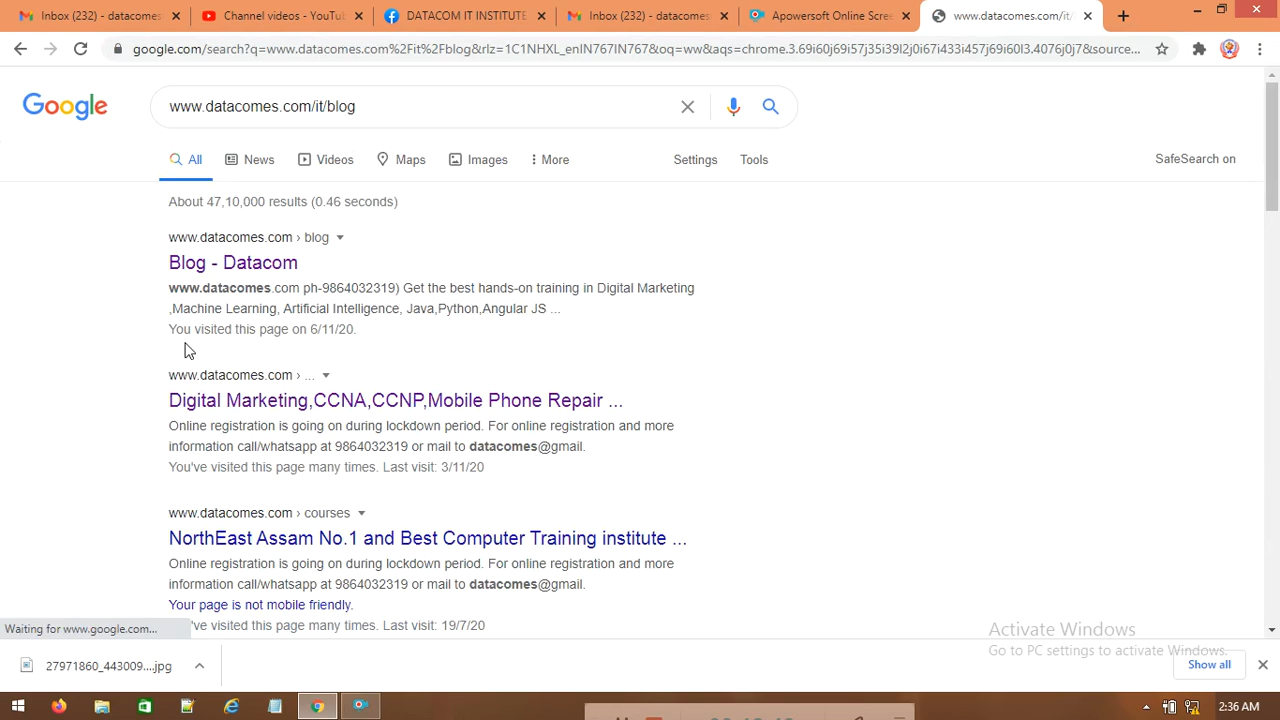 Inbox (232) - datacomes
Channel videos - YouTu
DATACOM IT INSTITUTE
Inbox (232) - datacomes
Apowersoft Online Scree
www.datacomes.com/it/
google.com/search?q=www.datacomes.com%2Fit%2Fblog&rlz=1C1NHXL_enIN767IN767&oq=ww&aqs=chrome.3.69i60j69i57j35i39l2j0i67i433i457j69i60l3.4076j0j7&source...
Google
www.datacomes.com/it/blog
All
News
Videos
Maps
Images
More
Settings
Tools
SafeSearch on
About 47,10,000 results (0.46 seconds)
www.datacomes.com › blog
Blog - Datacom
www.datacomes.com ph-9864032319) Get the best hands-on training in Digital Marketing
,Machine Learning, Artificial Intelligence, Java,Python,Angular JS ...
You visited this page on 6/11/20.
www.datacomes.com › ...
Digital Marketing,CCNA,CCNP,Mobile Phone Repair ...
Online registration is going on during lockdown period. For online registration and more
information call/whatsapp at 9864032319 or mail to datacomes@gmail.
You've visited this page many times. Last visit: 3/11/20
www.datacomes.com › courses
NorthEast Assam No.1 and Best Computer Training institute ...
Online registration is going on during lockdown period. For online registration and more
information call/whatsapp at 9864032319 or mail to datacomes@gmail.
Your page is not mobile friendly.
've visited this page many times. Last visit: 19/7/20
Waiting for www.google.com...
Activate Windows
Go to PC settings to activate Windows.
27971860_443009....jpg
Show all
2:36 AM